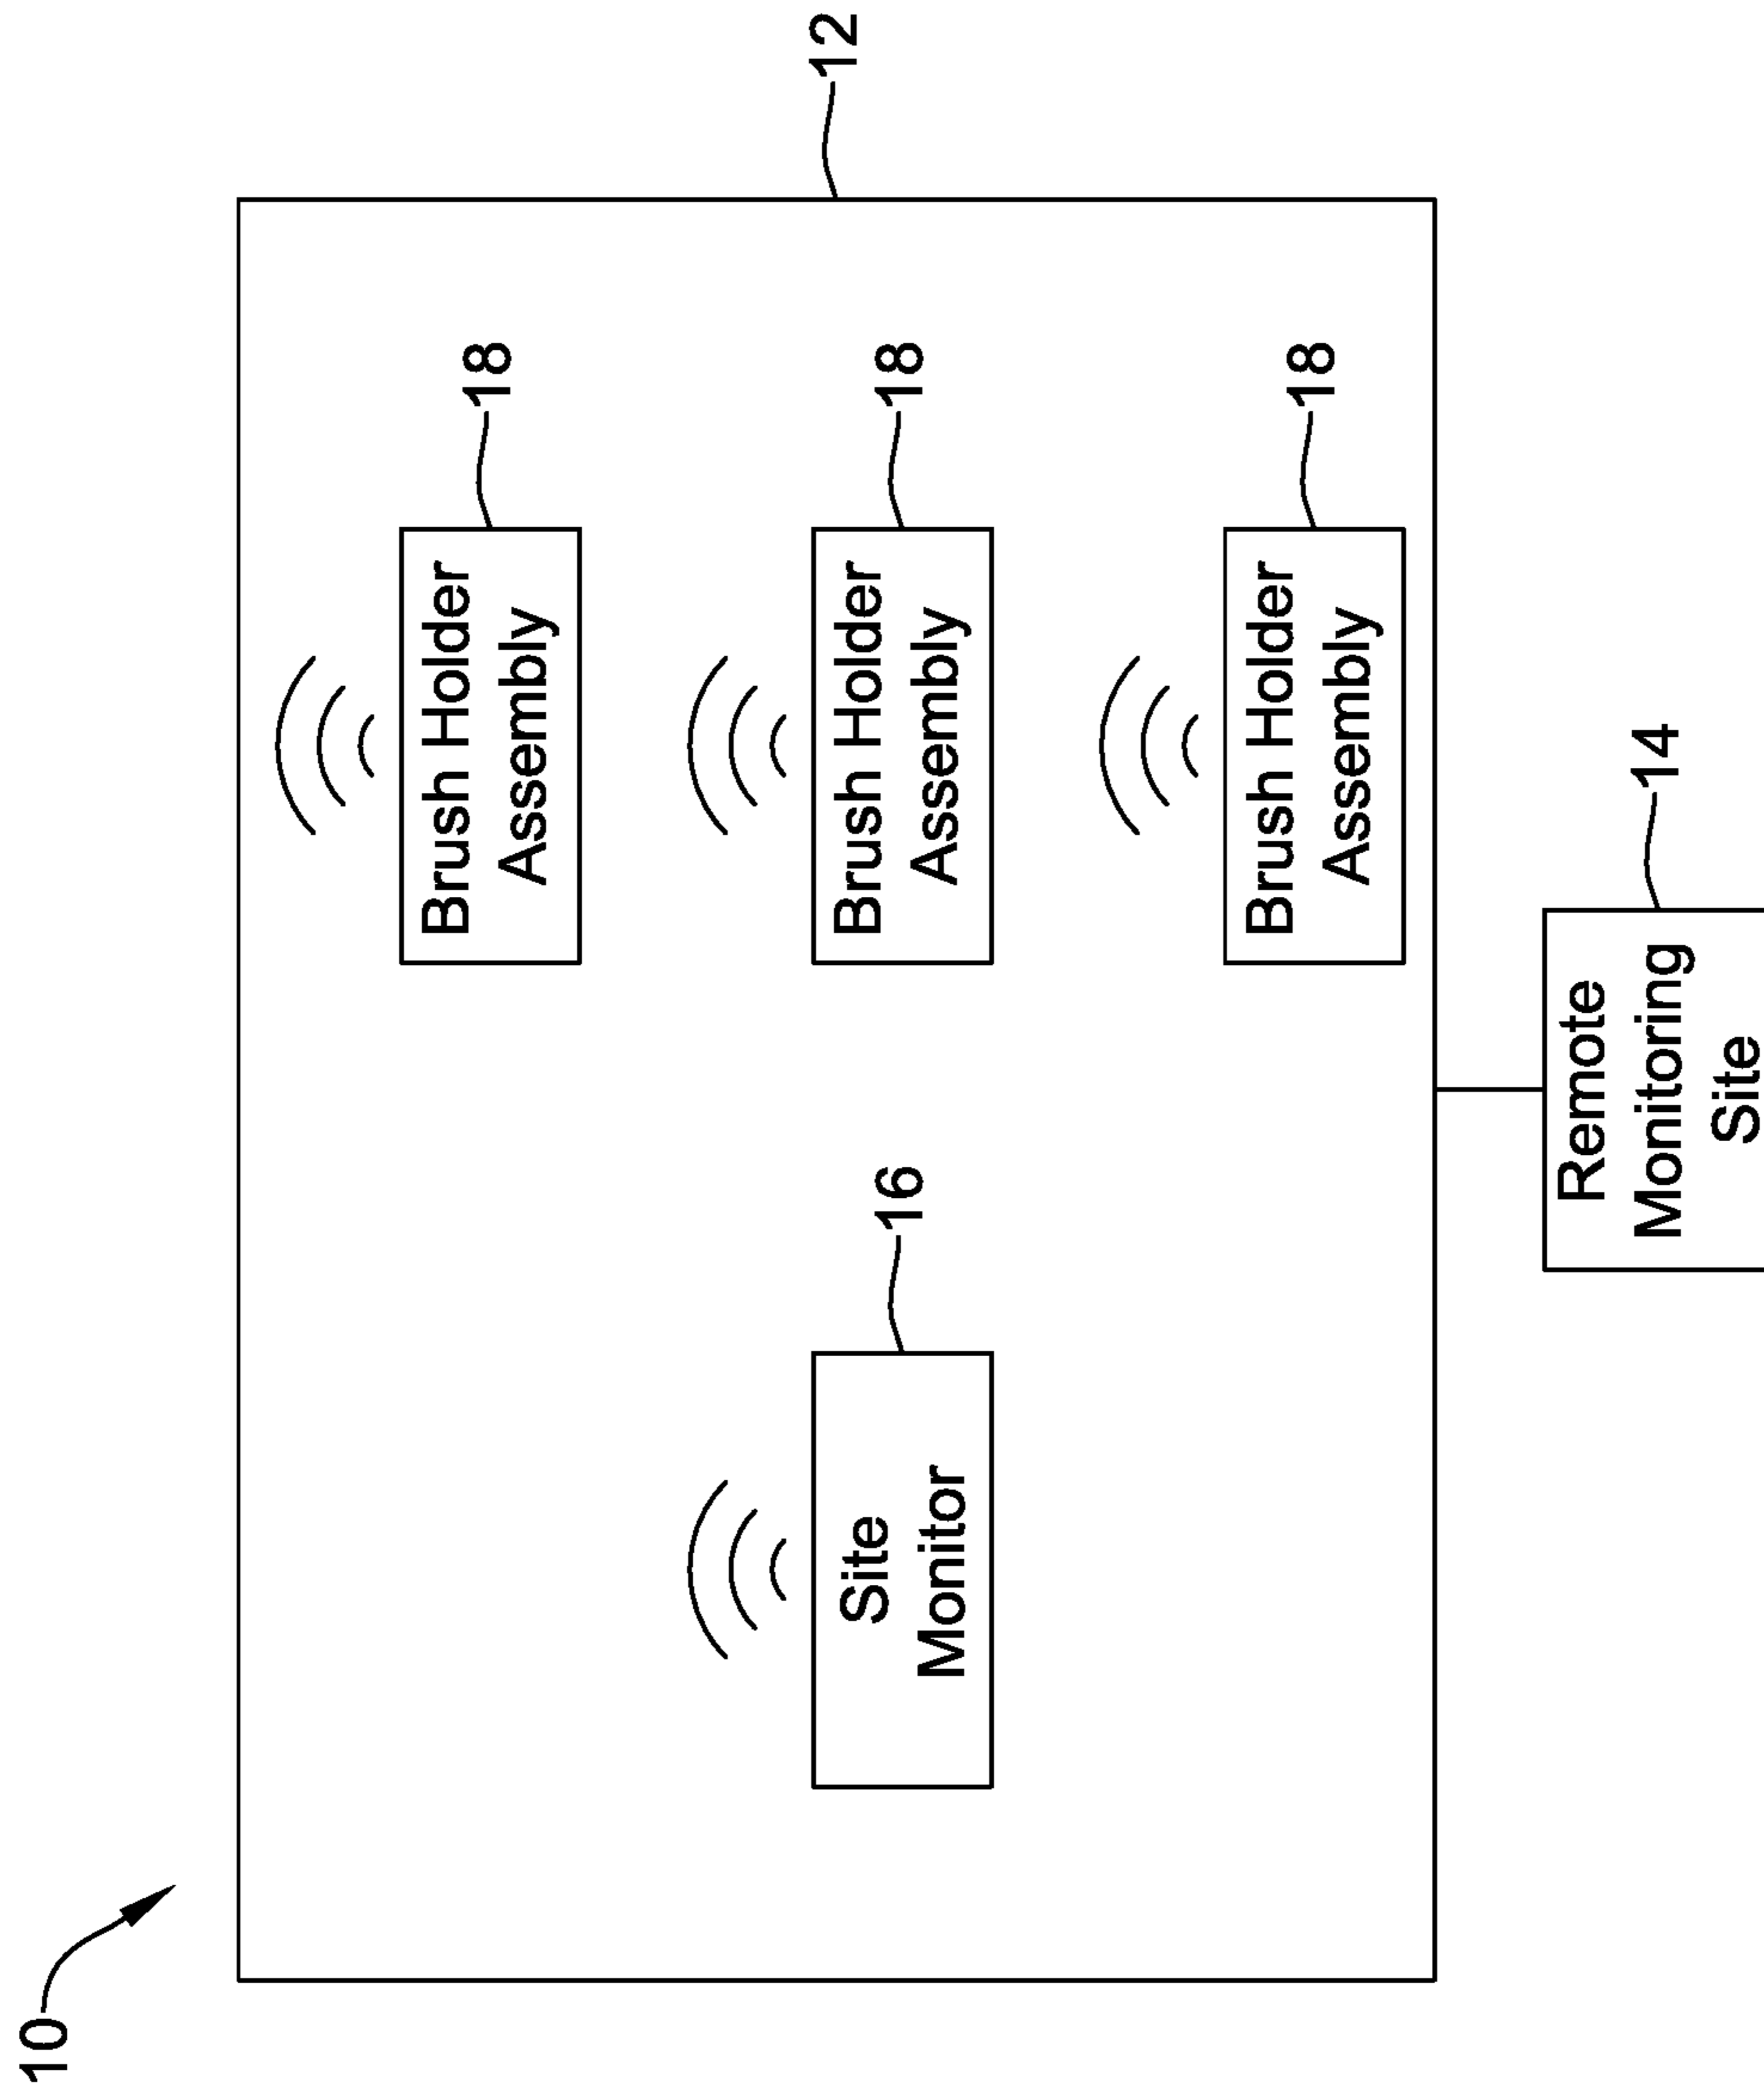 10
12
18
Brush Holder
Assembly
16
Site
Monitor
18
Brush Holder
Assembly
18
Brush Holder
Assembly
14
Remote
Monitoring
Site